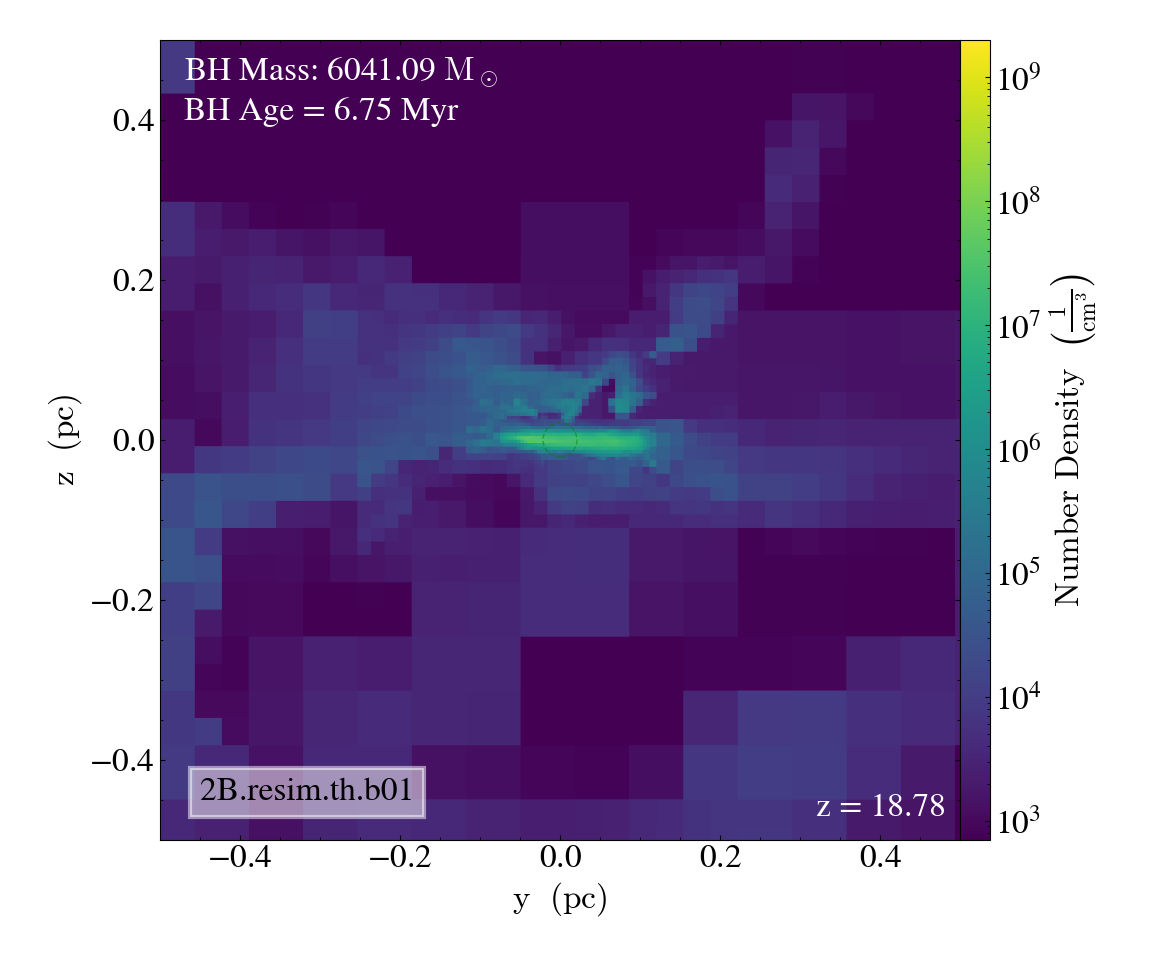 BH Mass: 6041.09 M⊙
BH Age = 6.75 Myr
0.4
0.2
0.0
−0.2
−0.4
z (pc)
2B.resim.th.b01
z = 18.78
−0.4 −0.2 0.0 0.2 0.4
y (pc)
10⁹
10⁸
10⁷
10⁶
10⁵
10⁴
10³
Number Density (1/cm³)